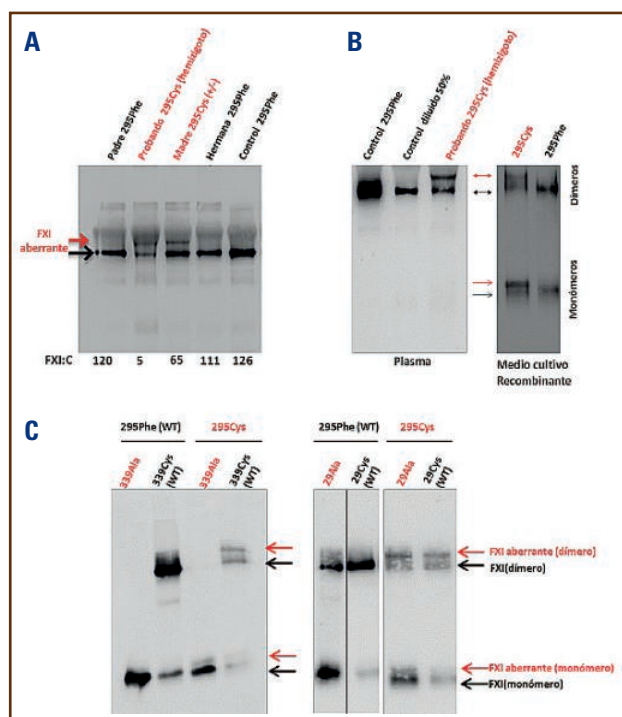 A
Padre 295Phe
Probando 295Cys (hemizigoto)
Madre 295Cys (+/-)
Hermana 295Phe
Control 295Phe
FXI
aberrante
FXI:C 120 5 65 111 126
B
Control 295Phe
Control diluido 50%
Probando 295Cys (hemizigoto)
295Cys
295Phe
Dímeros
Monómeros
Plasma
Medio cultivo
Recombinante
C
295Phe (WT) 295Cys
339Ala
339Cys (WT)
339Ala
339Cys (WT)
295Phe (WT) 295Cys
29Ala
29Cys (WT)
29Ala
29Cys (WT)
FXI aberrante (dímero)
FXI(dímero)
FXI aberrante (monómero)
FXI(monómero)